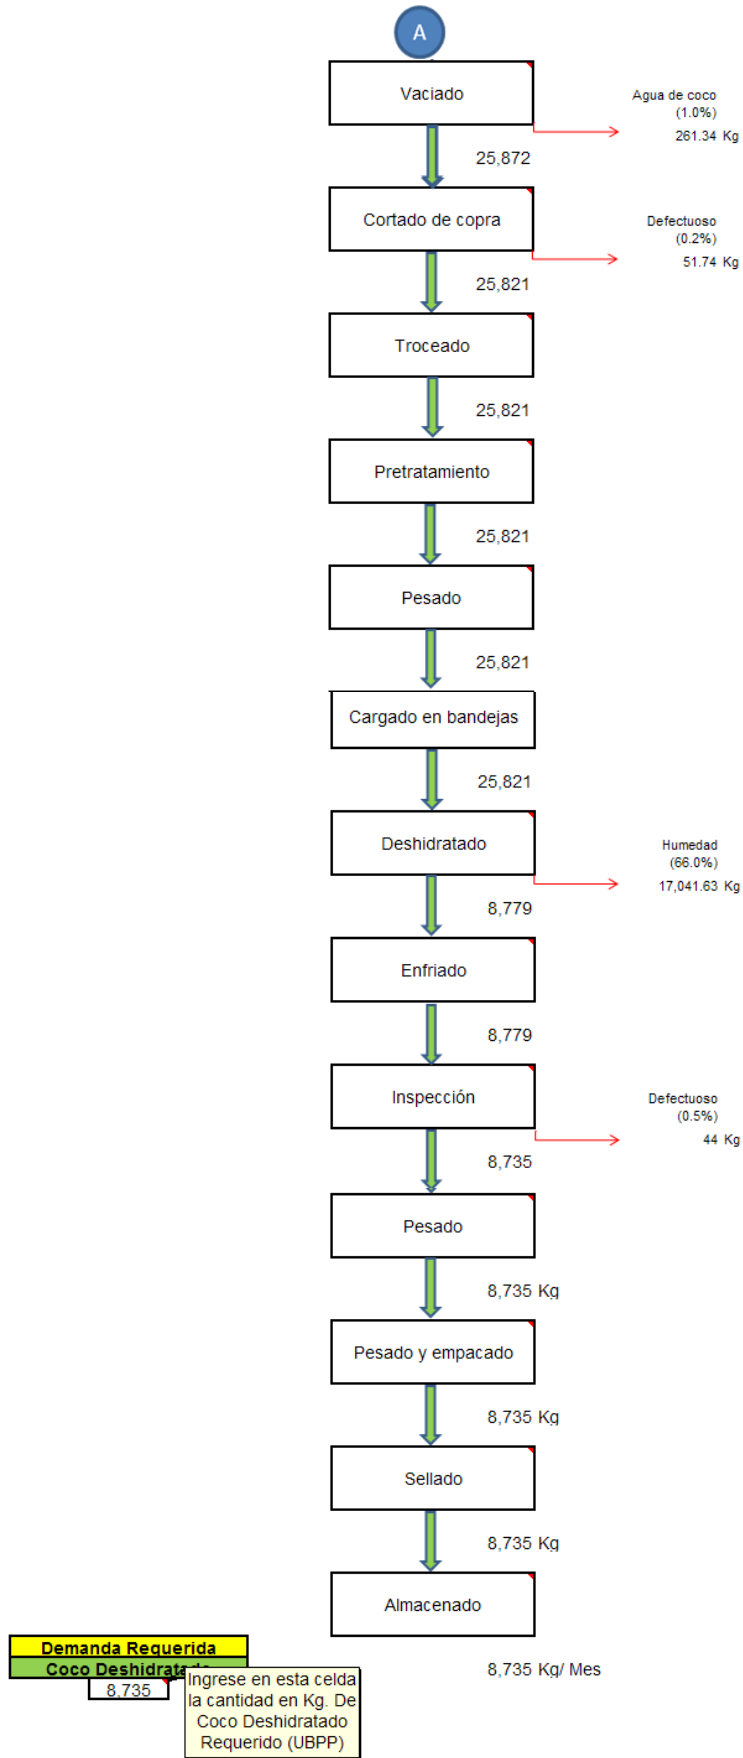 A
Vaciado
Agua de coco
(1.0%)
261.34 Kg
25,872
Cortado de copra
Defectuoso
(0.2%)
51.74 Kg
25,821
Troceado
25,821
Pretratamiento
25,821
Pesado
25,821
Cargado en bandejas
25,821
Deshidratado
Humedad
(66.0%)
17,041.63 Kg
8,779
Enfriado
8,779
Inspección
Defectuoso
(0.5%)
44 Kg
8,735
Pesado
8,735 Kg
Pesado y empacado
8,735 Kg
Sellado
8,735 Kg
Almacenado
8,735 Kg/ Mes
Demanda Requerida
Coco Deshidratado
8,735
Ingrese en esta celda
la cantidad en Kg. De
Coco Deshidratado
Requerido (UBPP)